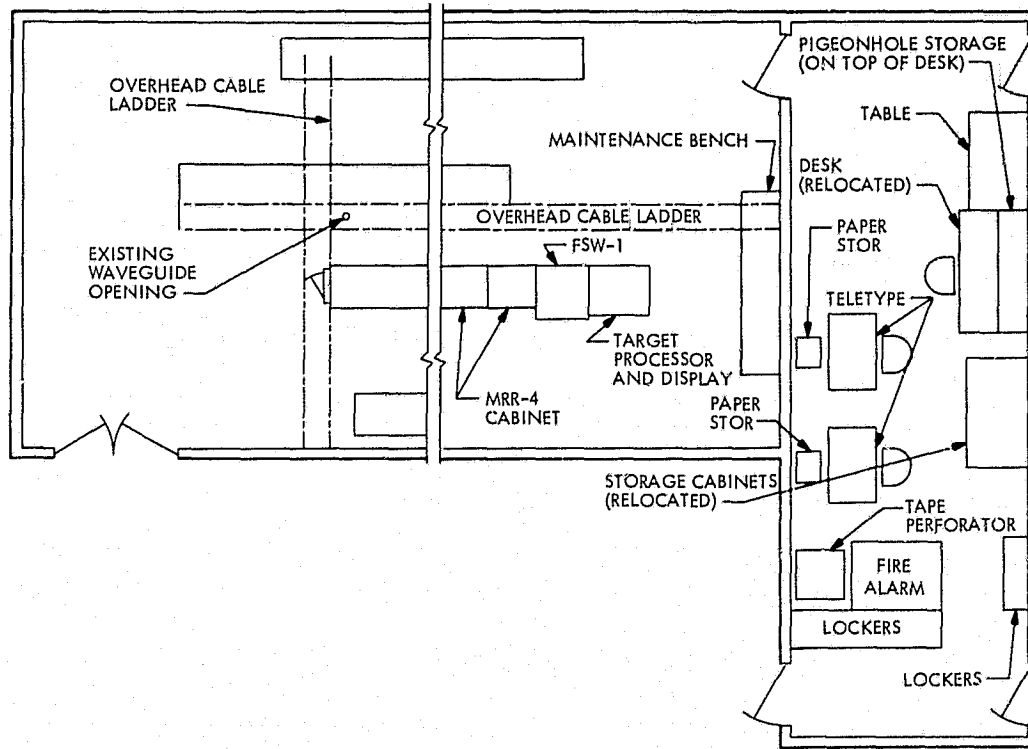 PIGEONHOLE STORAGE
(ON TOP OF DESK)
OVERHEAD CABLE
LADDER
TABLE
MAINTENANCE BENCH
DESK
(RELOCATED)
OVERHEAD CABLE LADDER
PAPER
STOR
EXISTING
WAVEGUIDE
OPENING
FSW-1
TELETYPE
TARGET
PROCESSOR
AND DISPLAY
MRR-4
CABINET
PAPER
STOR
STORAGE CABINETS
(RELOCATED)
TAPE
PERFORATOR
FIRE
ALARM
LOCKERS
LOCKERS